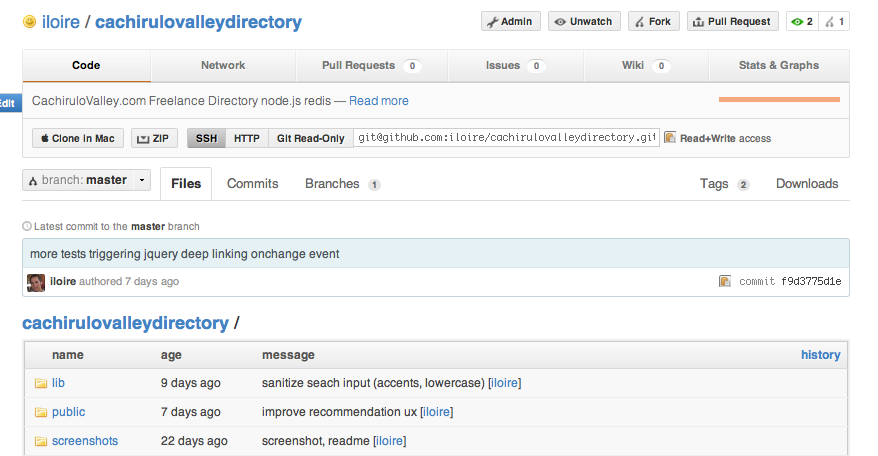 iloire / cachirulovalleydirectory
Admin Unwatch Fork Pull Request 2 1
Code Network Pull Requests 0 Issues 0 Wiki 0 Stats & Graphs
Edit
CachiruloValley.com Freelance Directory node.js redis — Read more
Clone in Mac ZIP SSH HTTP Git Read-Only git@github.com:iloire/cachirulovalleydirectory.git Read+Write access
branch: master Files Commits Branches 1 Tags 2 Downloads
Latest commit to the master branch
more tests triggering jquery deep linking onchange event
iloire authored 7 days ago commit f9d3775d1e
cachirulovalleydirectory /
name age message history
lib 9 days ago sanitize seach input (accents, lowercase) [iloire]
public 7 days ago improve recommendation ux [iloire]
screenshots 22 days ago screenshot, readme [iloire]